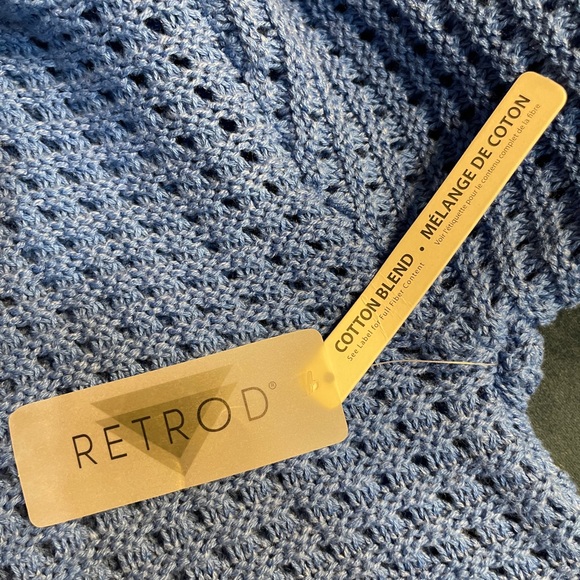 RETROD®
COTTON BLEND • MÉLANGE DE COTON
See Label for Full Fiber Content
Voir l'étiquette pour le contenu complet de la fibre